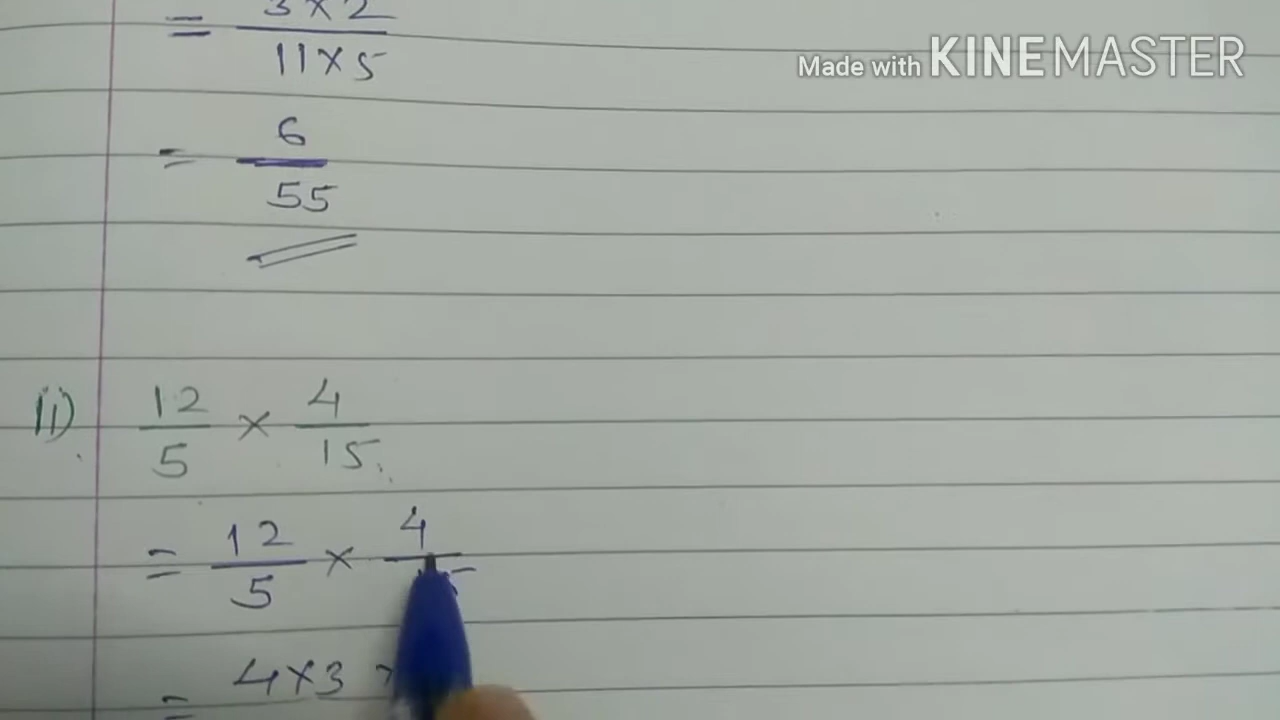 = 3 × 2 / 11 × 5
Made with KINEMASTER
= 6 / 55
ii) 12 / 5 × 4 / 15
= 12 / 5 × 4 / 15
= 4 × 3 ×